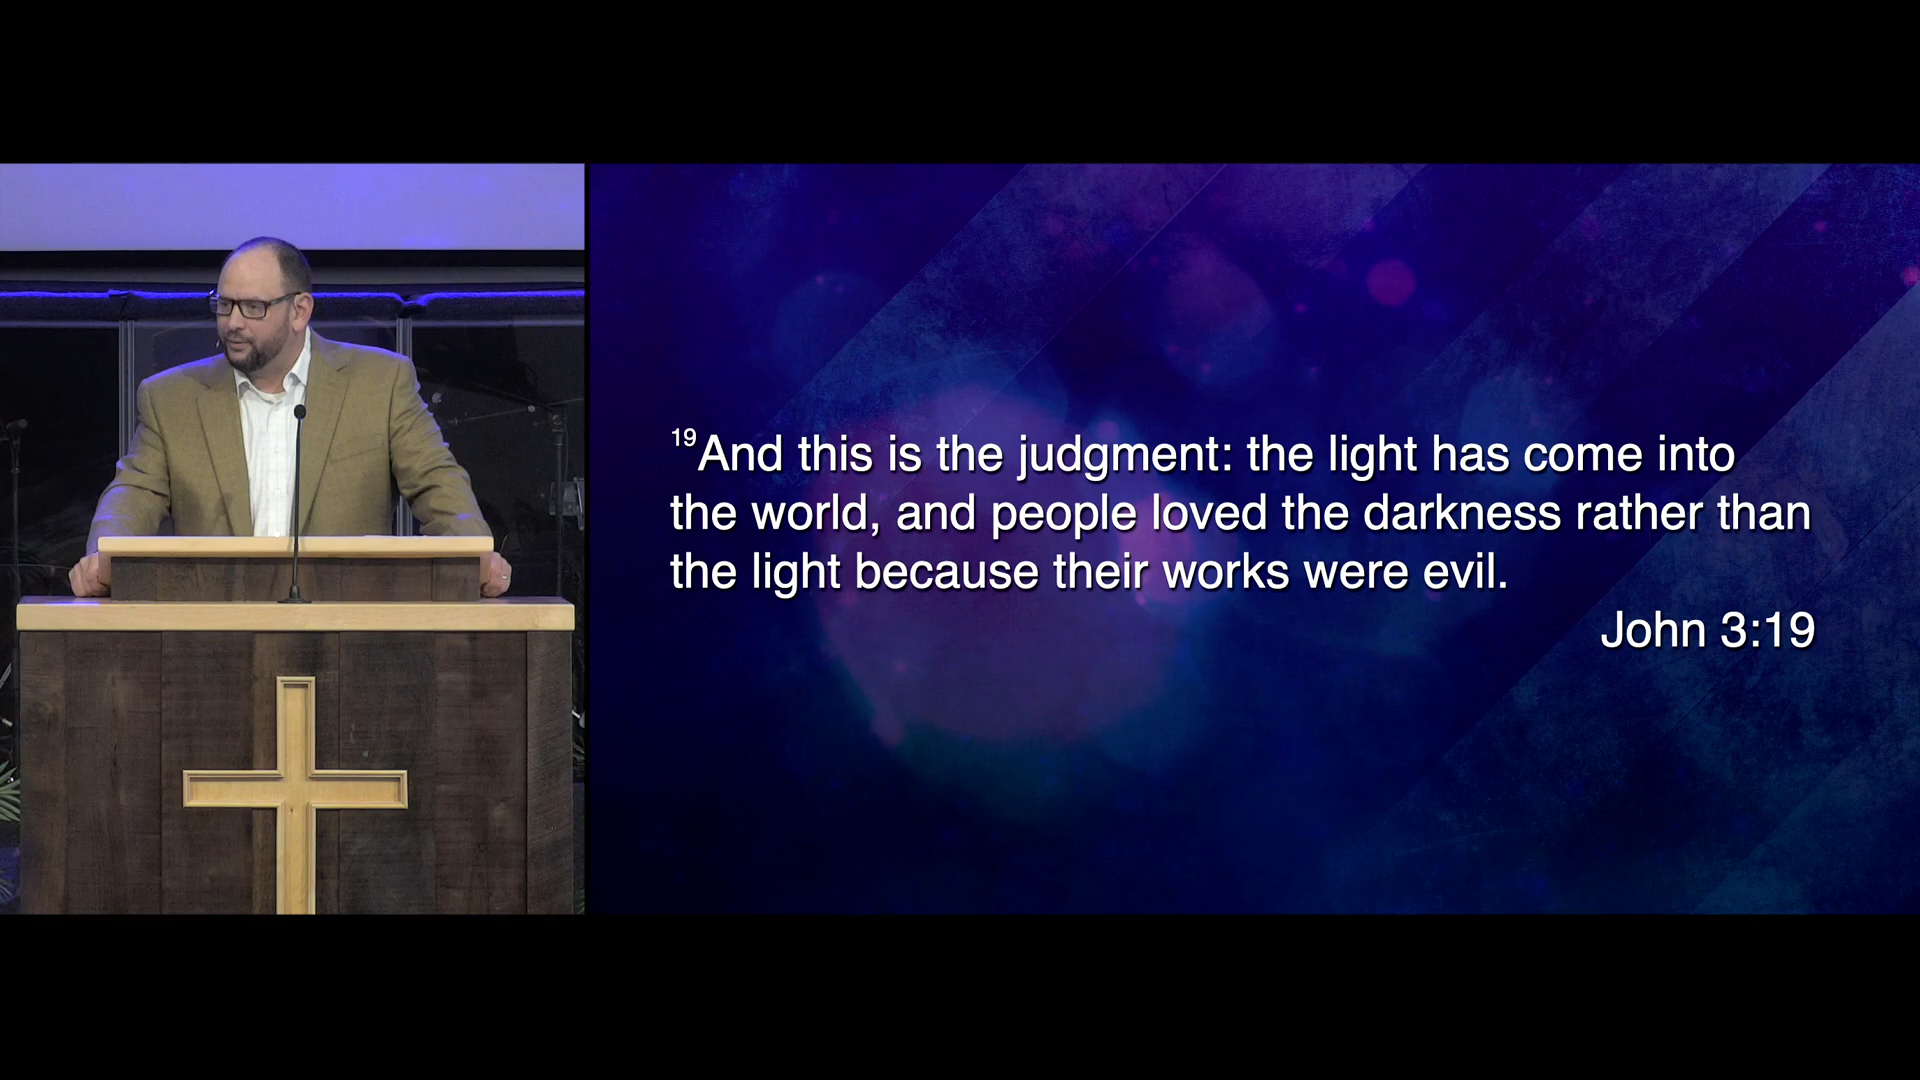 19And this is the judgment: the light has come into
the world, and people loved the darkness rather than
the light because their works were evil.
John 3:19